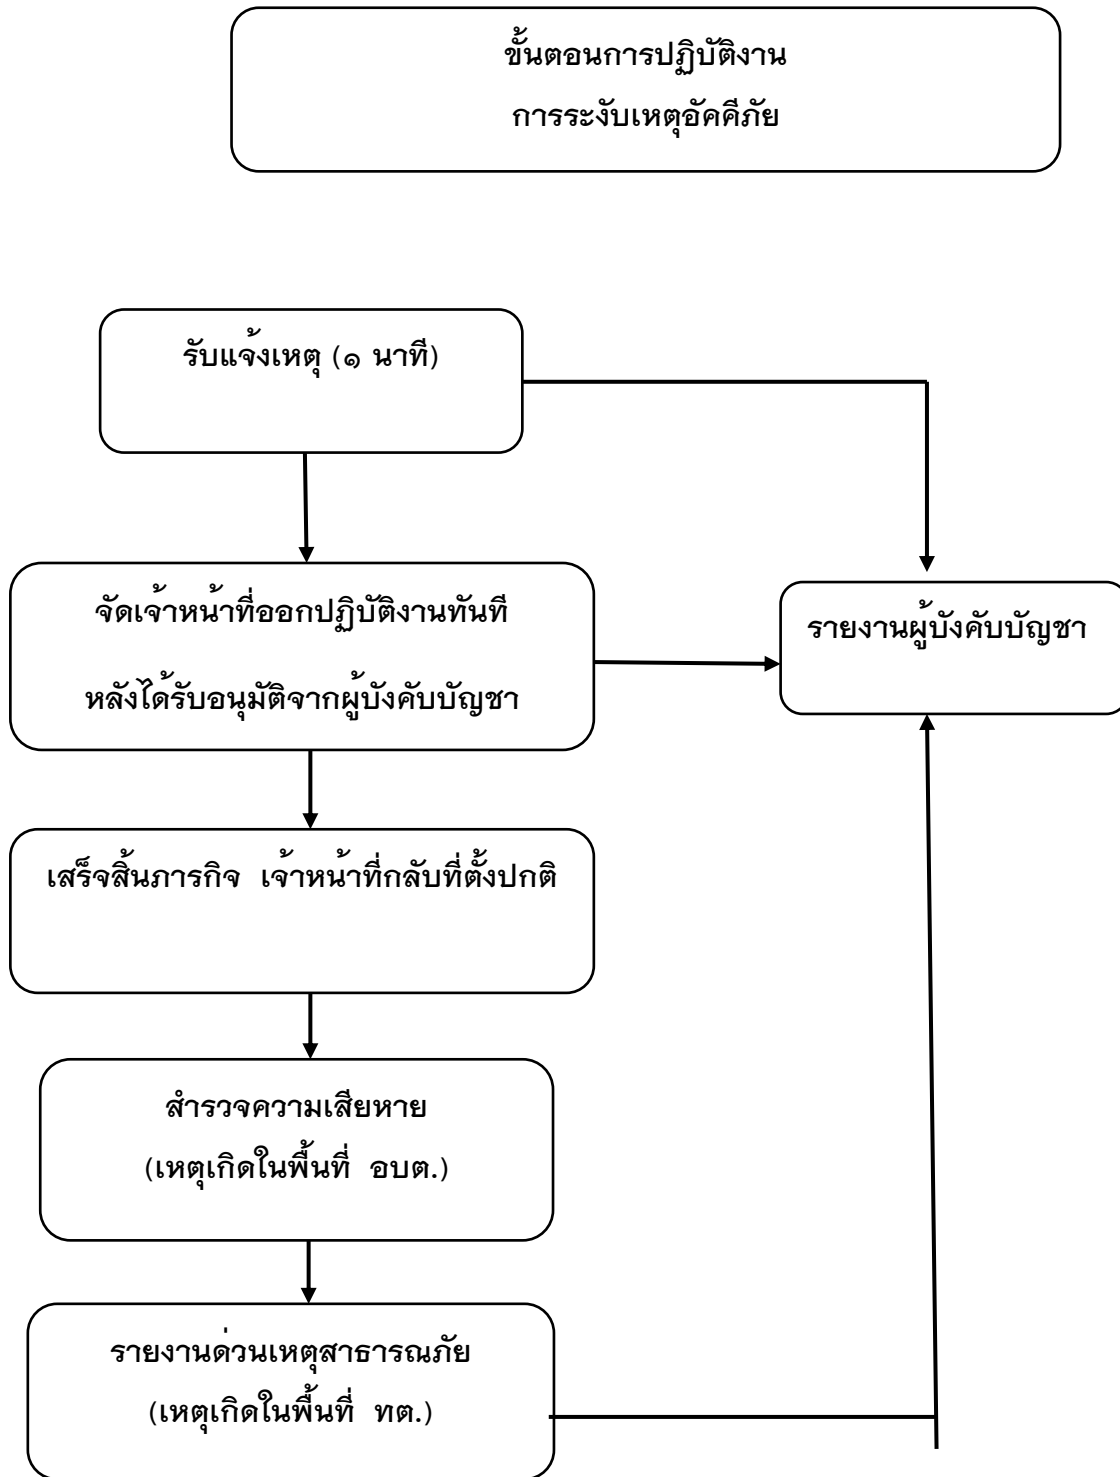 ขั้นตอนการปฏิบัติงาน
การระงับเหตุอัคคีภัย
รับแจ้งเหตุ (๑ นาที)
จัดเจ้าหน้าที่ออกปฏิบัติงานทันที
หลังได้รับอนุมัติจากผู้บังคับบัญชา
รายงานผู้บังคับบัญชา
เสร็จสิ้นภารกิจ เจ้าหน้าที่กลับที่ตั้งปกติ
สำรวจความเสียหาย
(เหตุเกิดในพื้นที่ อบต.)
รายงานด่วนเหตุสาธารณภัย
(เหตุเกิดในพื้นที่ ทต.)